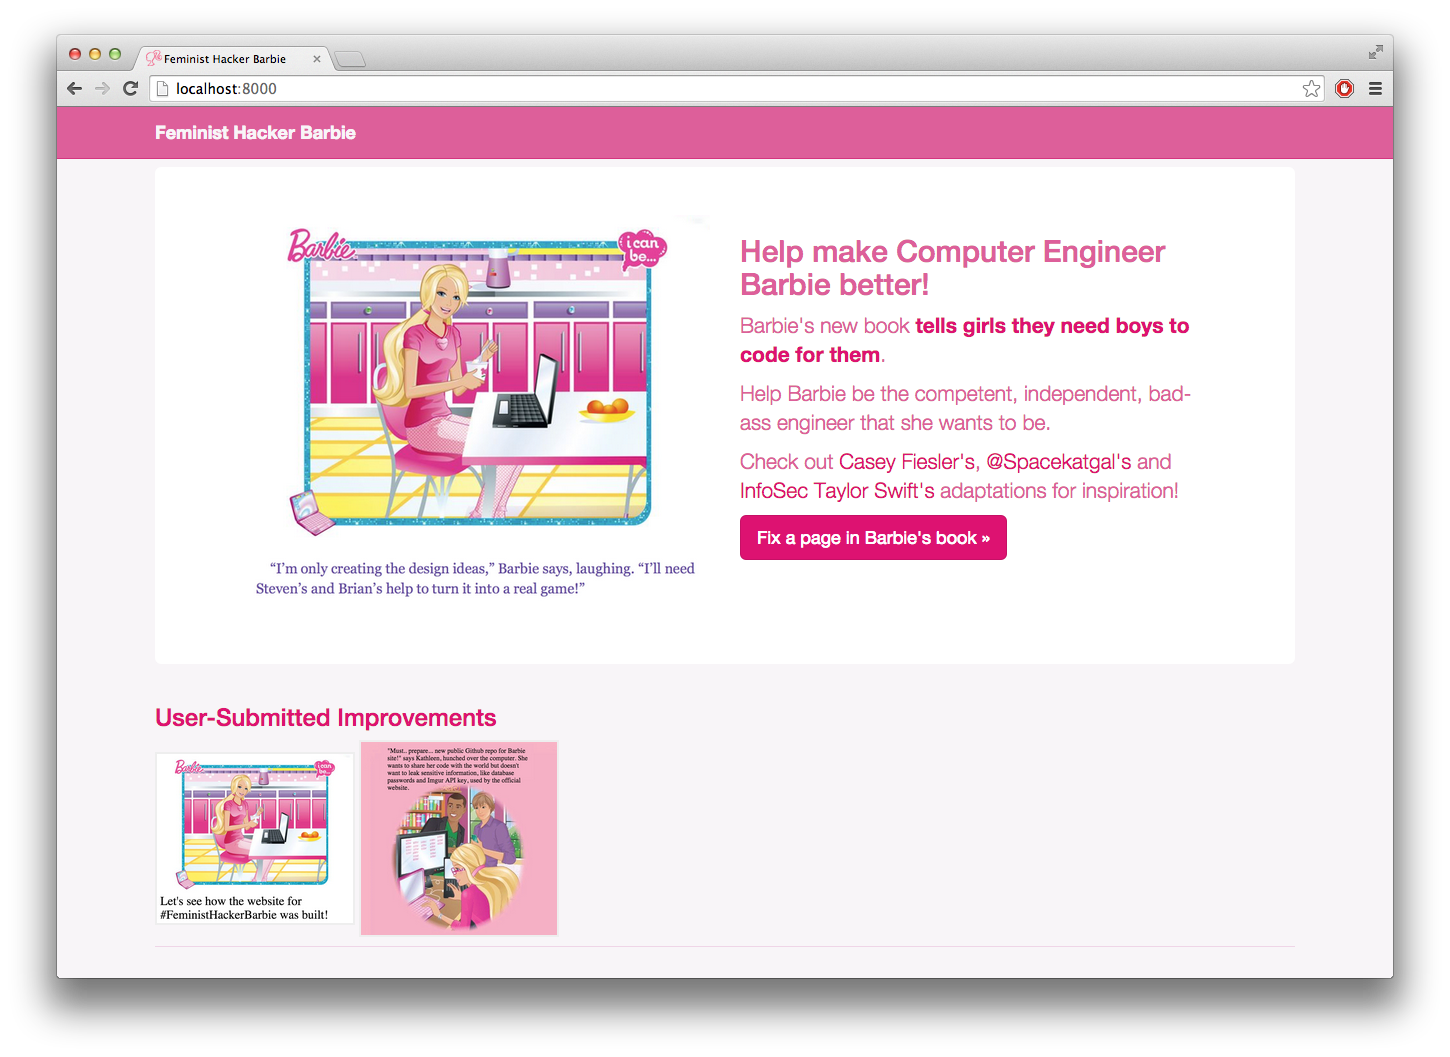 Feminist Hacker Barbie
localhost:8000
Feminist Hacker Barbie
Barbie
i can
be...
Help make Computer Engineer
Barbie better!
Barbie's new book tells girls they need boys to
code for them.
Help Barbie be the competent, independent, bad-
ass engineer that she wants to be.
Check out Casey Fiesler's, @Spacekatgal's and
InfoSec Taylor Swift's adaptations for inspiration!
Fix a page in Barbie's book »
“I’m only creating the design ideas,” Barbie says, laughing. “I’ll need
Steven’s and Brian’s help to turn it into a real game!”
User-Submitted Improvements
Barbie
i can
be...
Let's see how the website for
#FeministHackerBarbie was built!
"Must.. prepare... new public Github repo for Barbie
site!" says Kathleen, hunched over the computer. She
wants to share her code with the world but doesn't
want to leak sensitive information, like database
passwords and Imgur API key, used by the official
website.